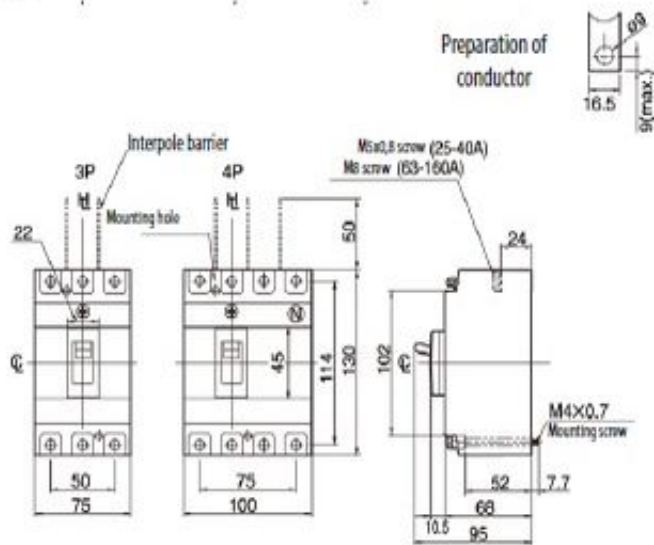 Preparation of
conductor
ø9
16.5
9(max.)
Interpole barrier
3P
4P
M5x0,8 screw (25-40A)
M8 screw (63-160A)
Mounting hole
22
50
24
N
45
114
130
102
M4×0.7
Mounting screw
50
75
75
100
52
7.7
10.5
68
95